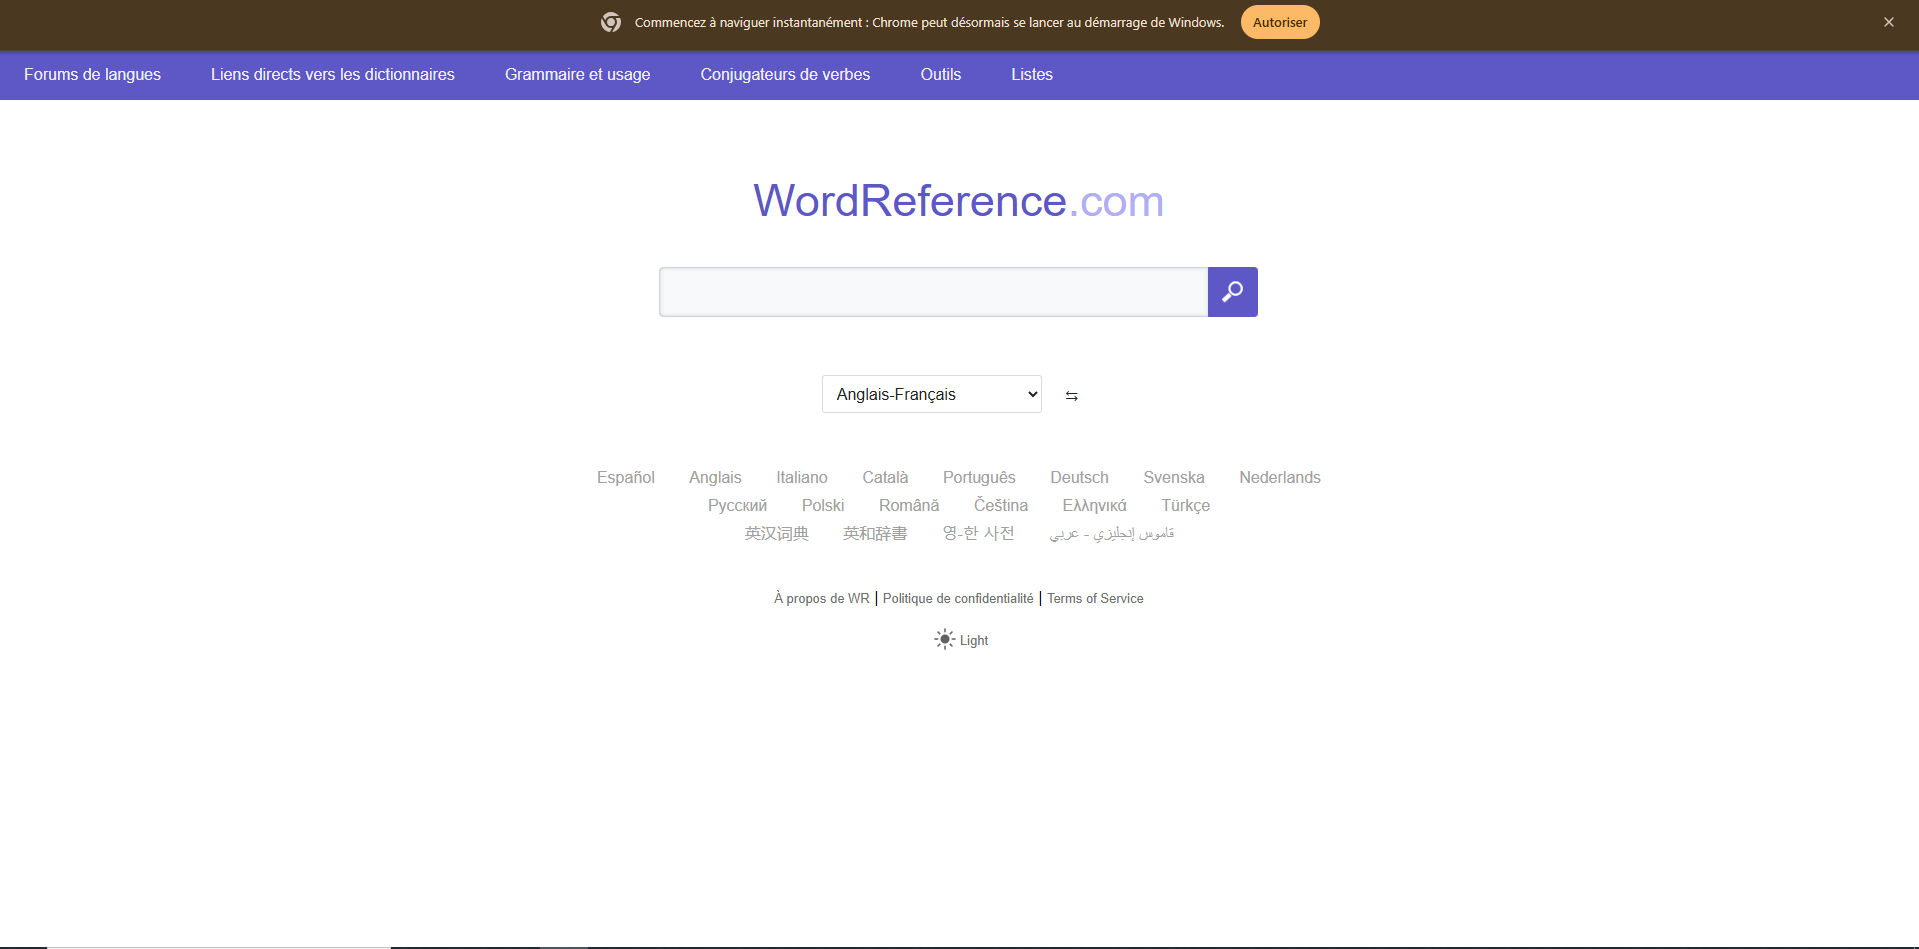 Commencez à naviguer instantanément : Chrome peut désormais se lancer au démarrage de Windows. Autoriser
Forums de langues Liens directs vers les dictionnaires Grammaire et usage Conjugateurs de verbes Outils Listes
WordReference.com
Anglais-Français
Español Anglais Italiano Català Português Deutsch Svenska Nederlands
Русский Polski Română Čeština Ελληνικά Türkçe
英汉词典 英和辞書 영-한 사전 قاموس إنجليزي - عربي
À propos de WR | Politique de confidentialité | Terms of Service
Light